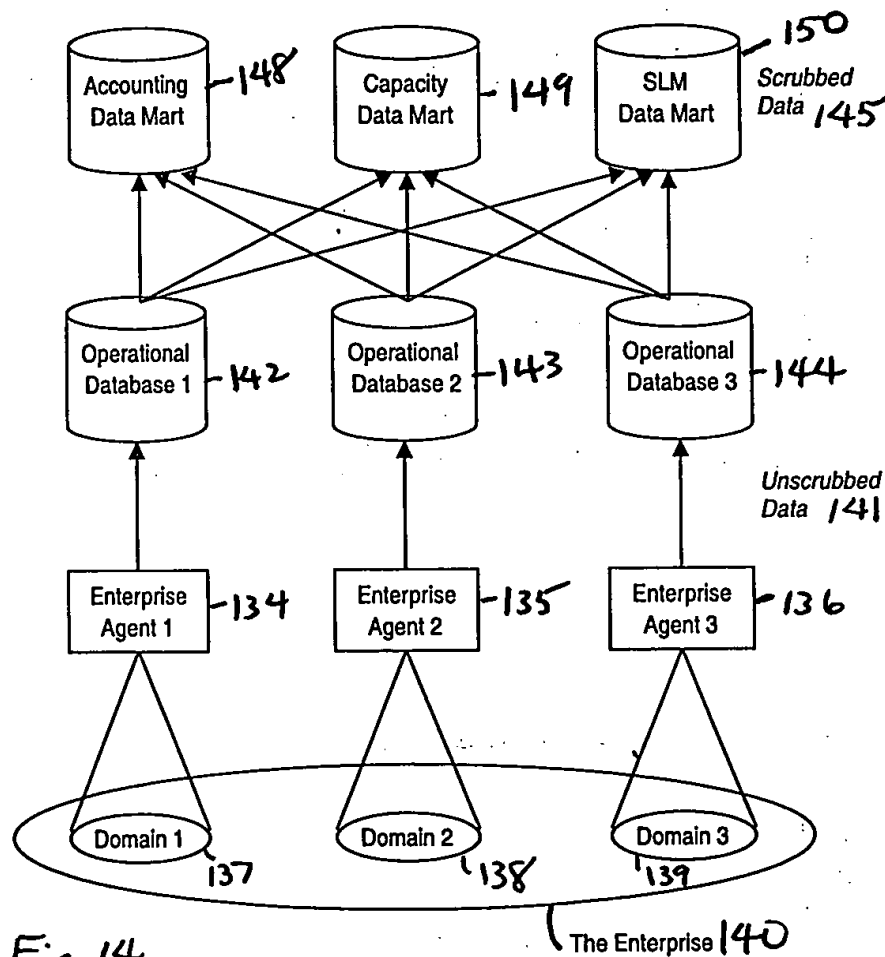 Accounting
Data Mart
148
Capacity
Data Mart
149
SLM
Data Mart
150
Scrubbed
Data 145
Operational
Database 1
142
Operational
Database 2
143
Operational
Database 3
144
Unscrubbed
Data 141
Enterprise
Agent 1
134
Enterprise
Agent 2
135
Enterprise
Agent 3
136
Domain 1
137
Domain 2
138
Domain 3
139
The Enterprise 140
Fig. 14